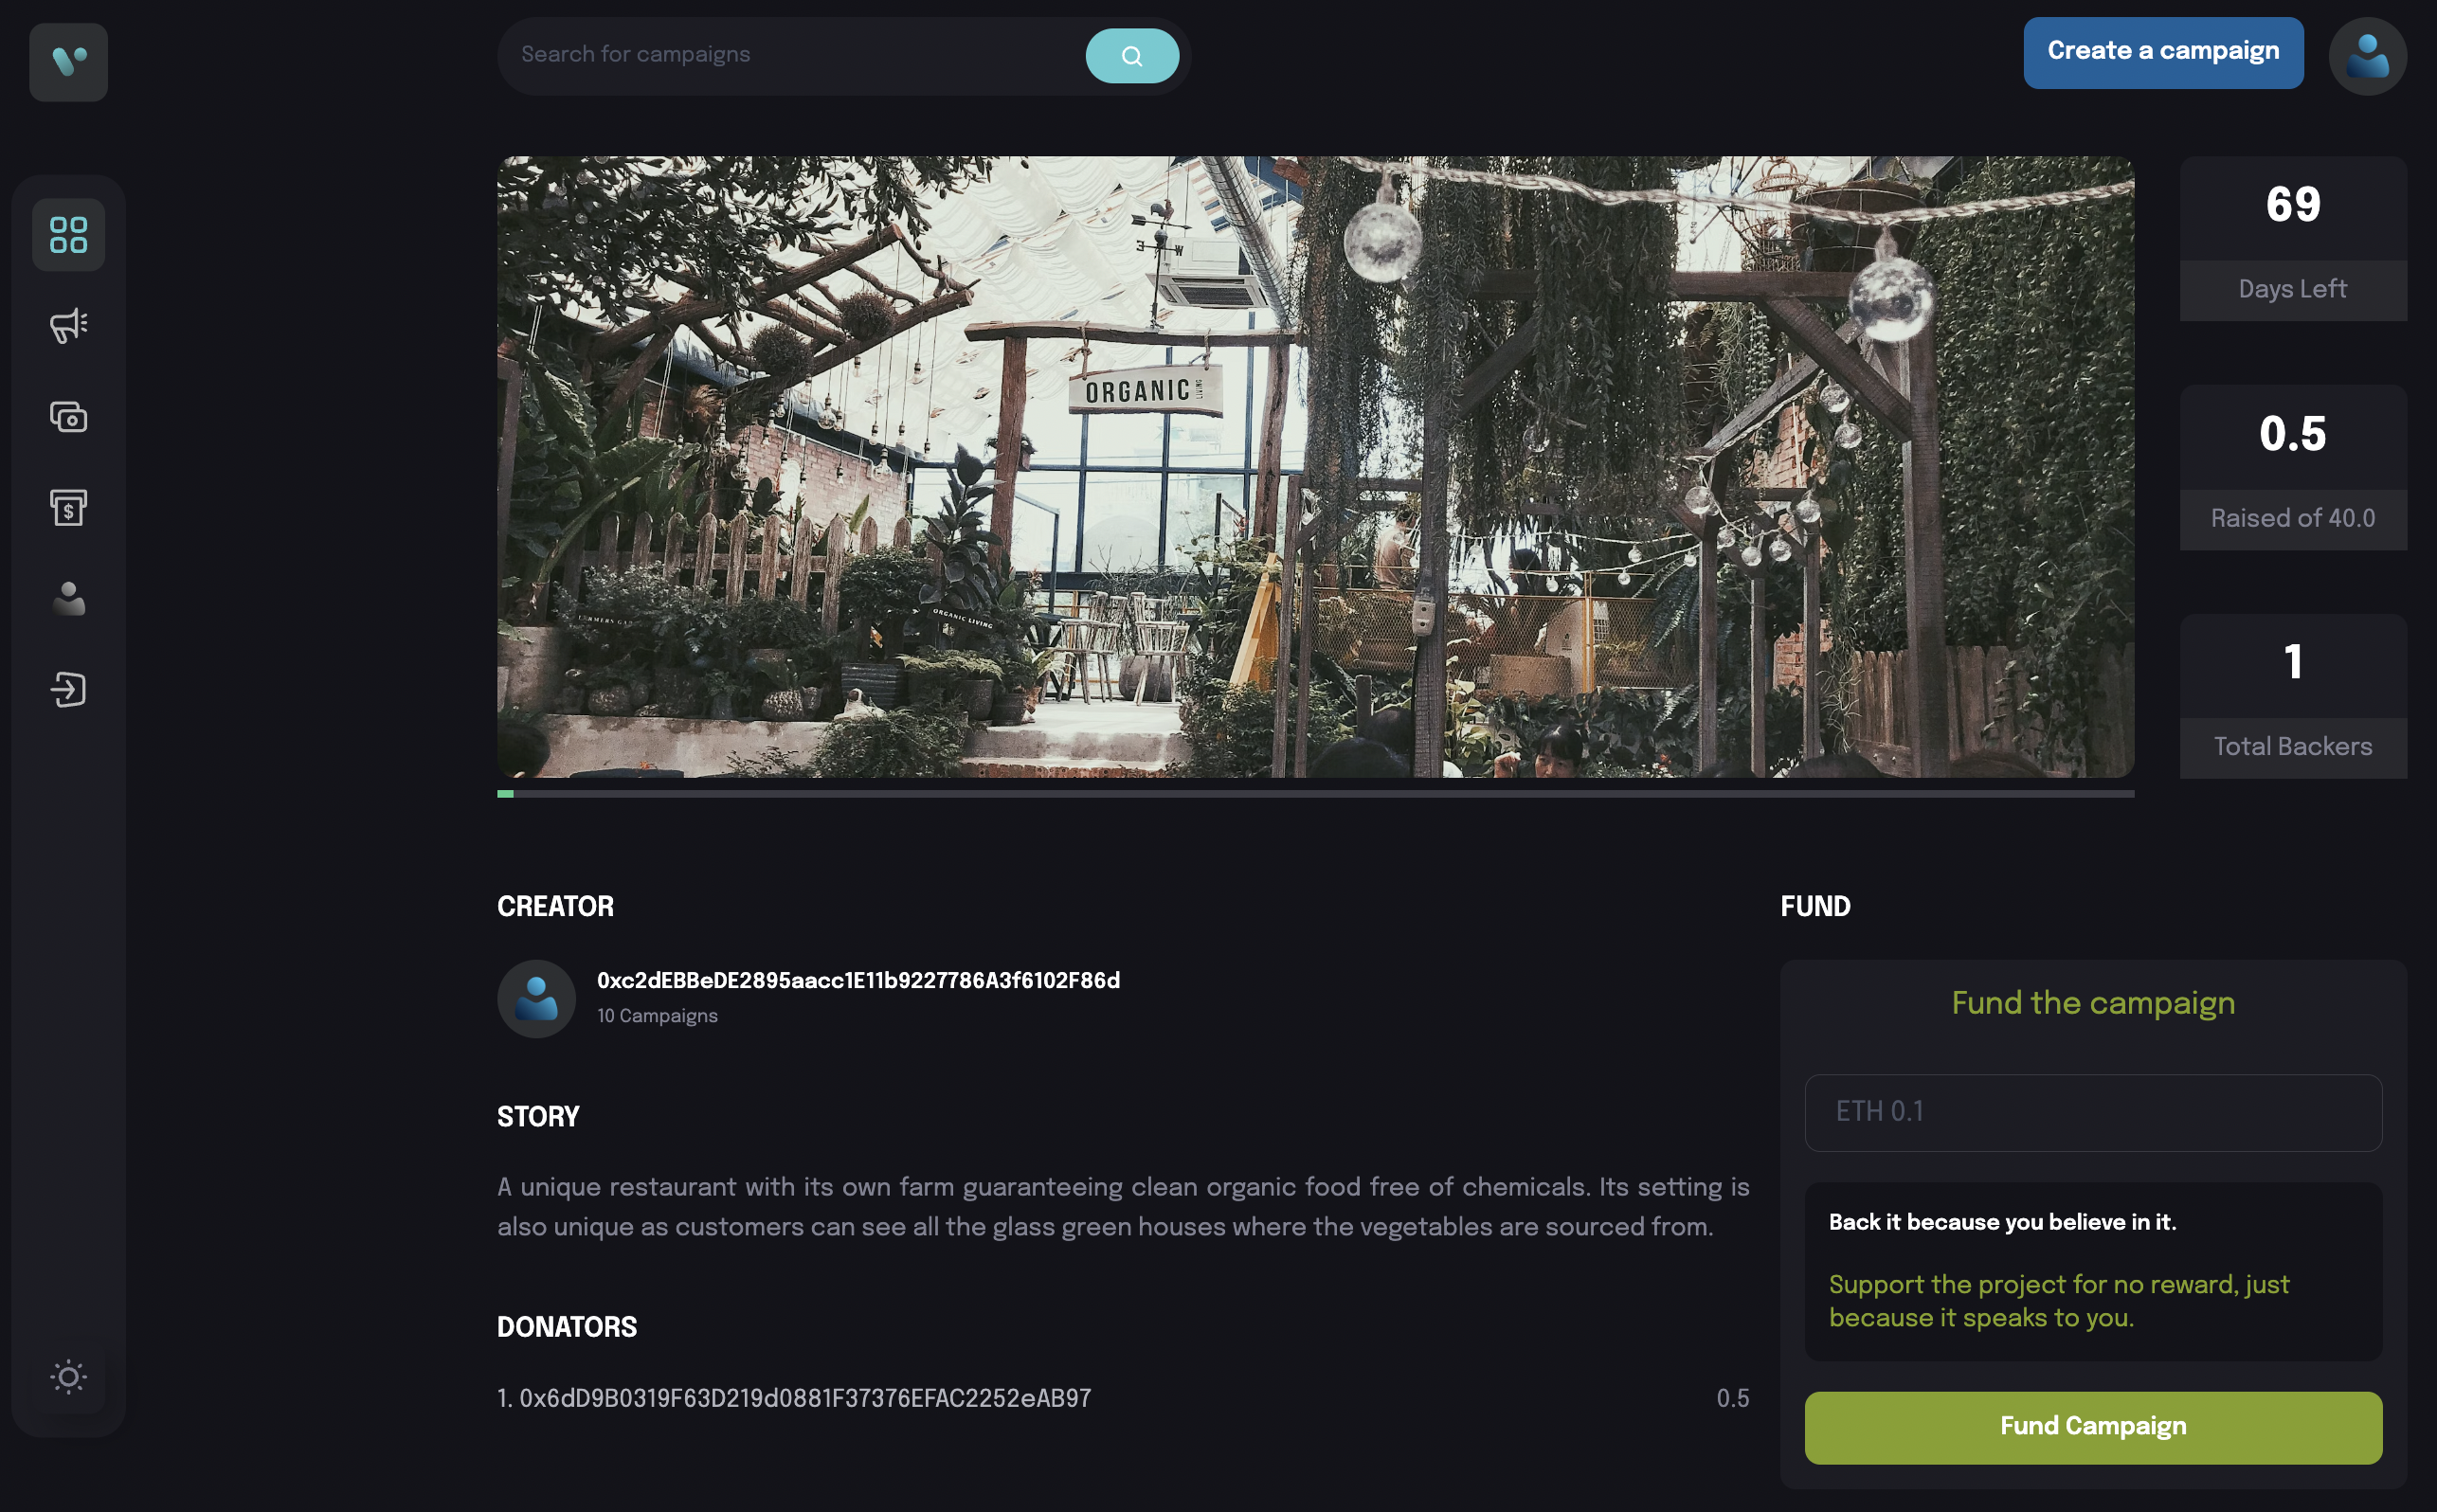 Search for campaigns
Create a campaign
ORGANIC
LIVING
ORGANIC LIVING
69
Days Left
0.5
Raised of 40.0
1
Total Backers
CREATOR
0xc2dEBBeDE2895aacc1E11b9227786A3f6102F86d
10 Campaigns
STORY
A unique restaurant with its own farm guaranteeing clean organic food free of chemicals. Its setting is
also unique as customers can see all the glass green houses where the vegetables are sourced from.
DONATORS
1. 0x6dD9B0319F63D219d0881F37376EFAC2252eAB97
0.5
FUND
Fund the campaign
ETH 0.1
Back it because you believe in it.
Support the project for no reward, just
because it speaks to you.
Fund Campaign